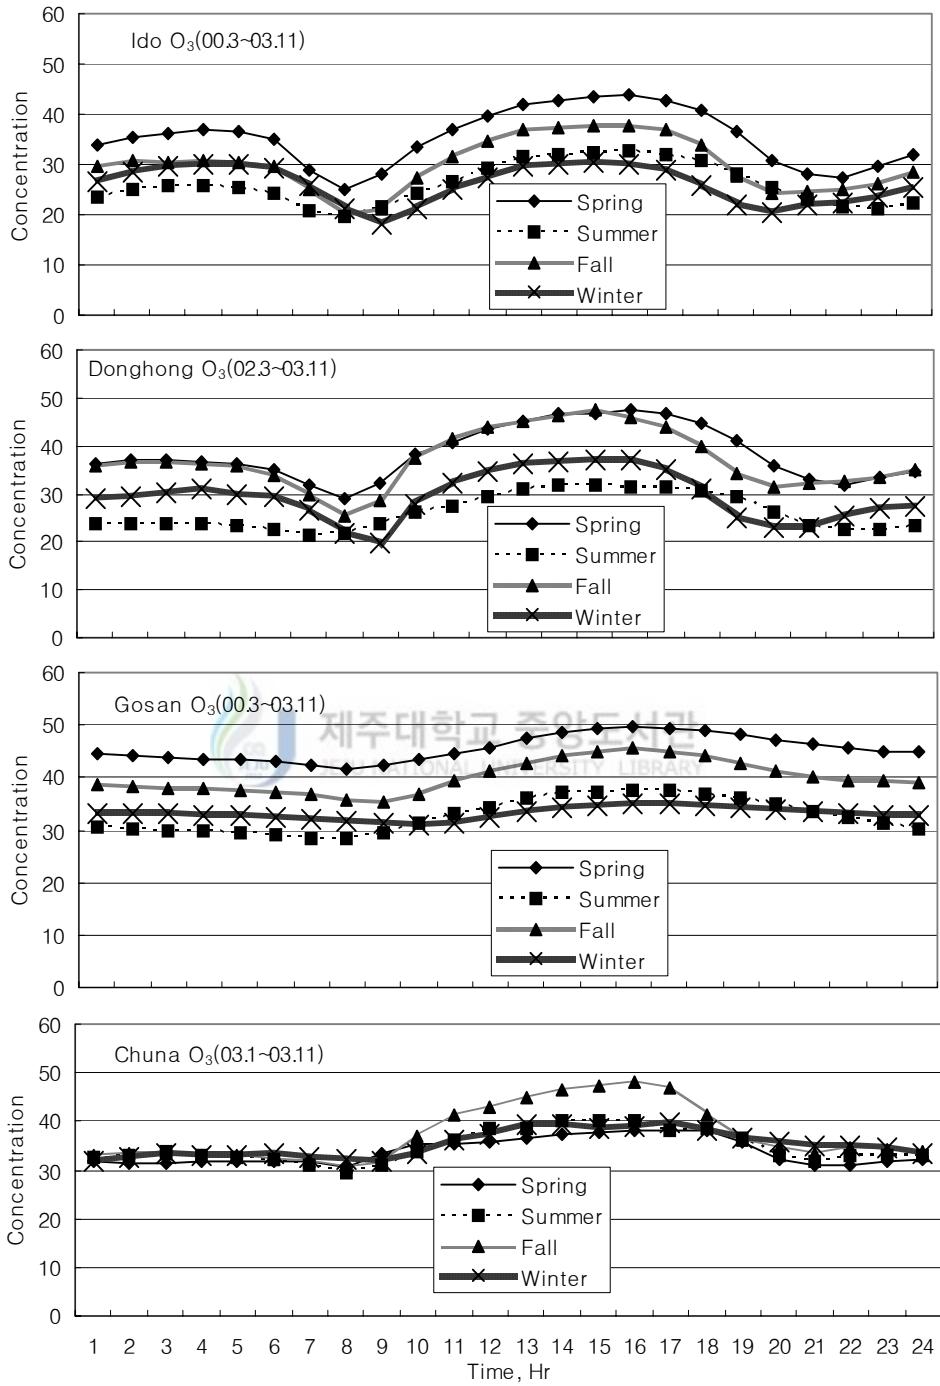 60
50
40
30
20
10
0
Concentration
Ido O₃(00.3~03.11)
Spring
Summer
Fall
Winter
60
50
40
30
20
10
0
Concentration
Donghong O₃(02.3~03.11)
Spring
Summer
Fall
Winter
60
50
40
30
20
10
0
Concentration
Gosan O₃(00.3~03.11)
제주대학교 중앙도서관
JEJU NATIONAL UNIVERSITY LIBRARY
Spring
Summer
Fall
Winter
60
50
40
30
20
10
0
Concentration
Chuna O₃(03.1~03.11)
Spring
Summer
Fall
Winter
1 2 3 4 5 6 7 8 9 10 11 12 13 14 15 16 17 18 19 20 21 22 23 24
Time, Hr